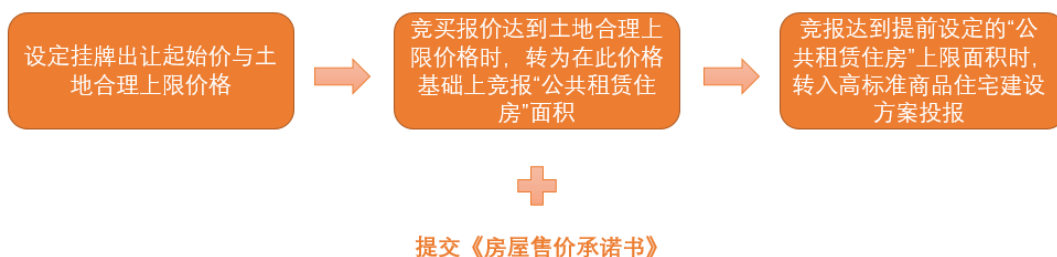 设定挂牌出让起始价与土
地合理上限价格
竞买报价达到土地合理上
限价格时，转为在此价格
基础上竞报“公共租赁住
房”面积
竞报达到提前设定的“公
共租赁住房”上限面积时，
转入高标准商品住宅建设
方案投报
提交《房屋售价承诺书》